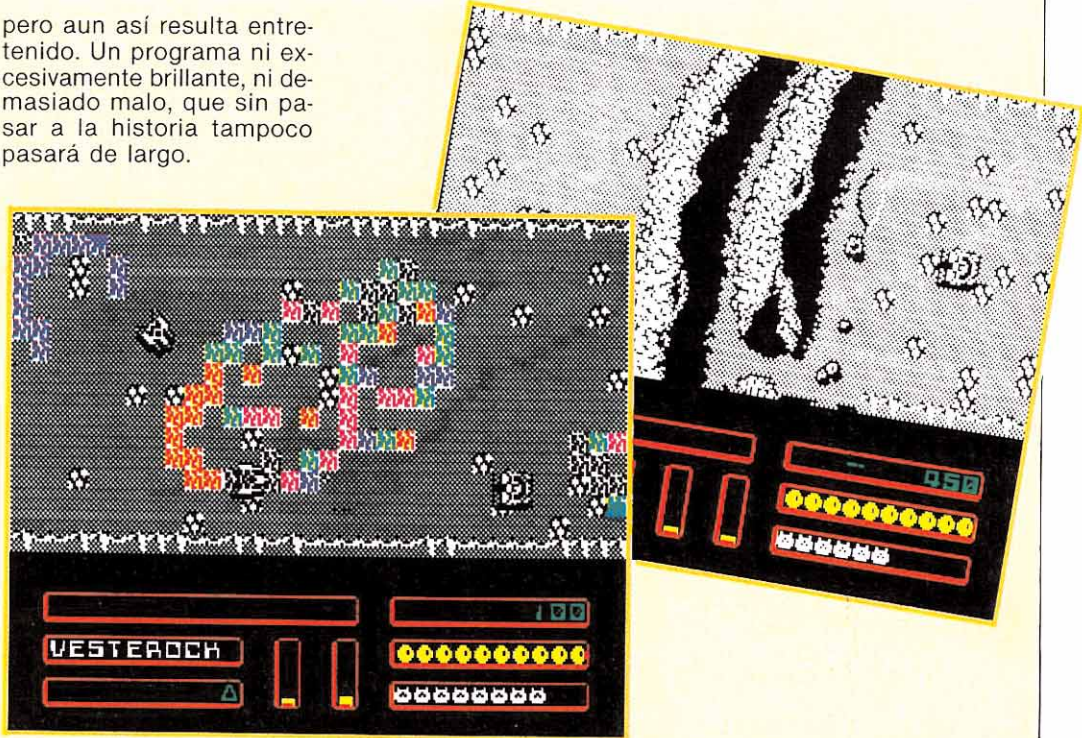 pero aun así resulta entre-
tenido. Un programa ni ex-
cesivamente brillante, ni de-
masiado malo, que sin pa-
sar a la historia tampoco
pasará de largo.
450
100
VESTEROCK
A